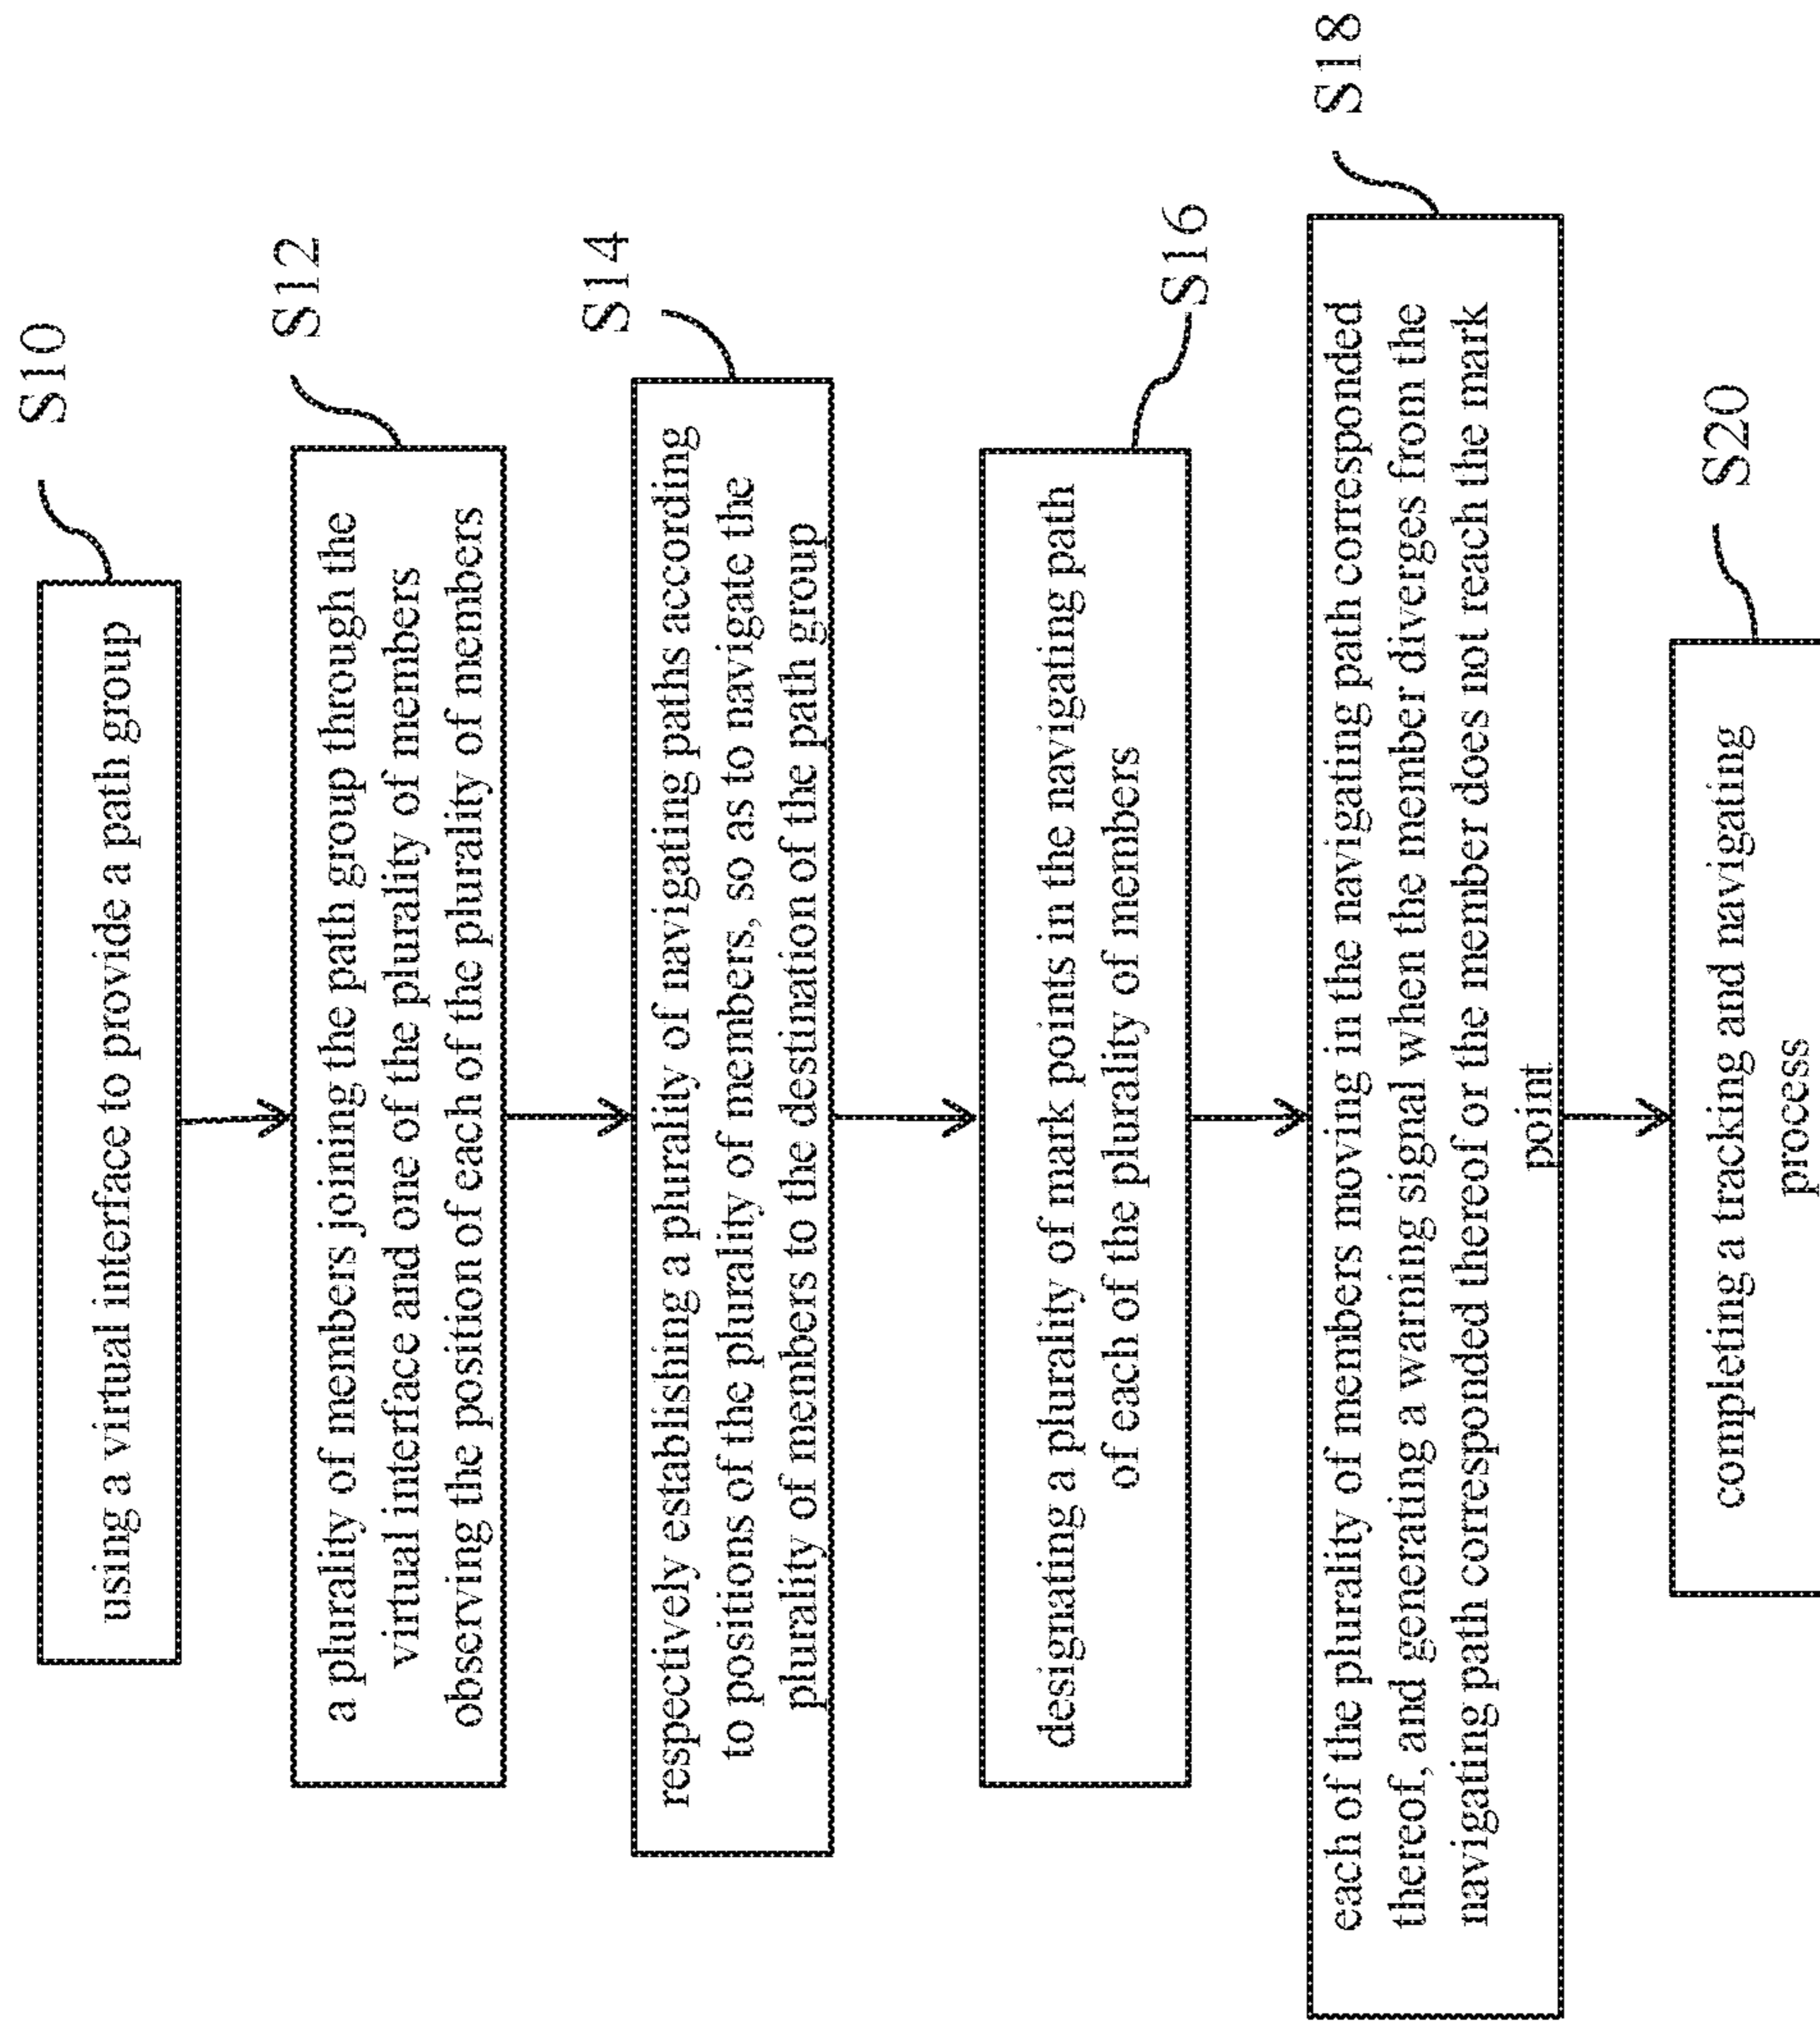 S10
using a virtual interface to provide a path group
S12
a plurality of members joining the path group through the
virtual interface and one of the plurality of members
observing the position of each of the plurality of members
S14
respectively establishing a plurality of navigating paths according
to positions of the plurality of members, so as to navigate the
plurality of members to the destination of the path group
S16
designating a plurality of mark points in the navigating path
of each of the plurality of members
S18
each of the plurality of members moving in the navigating path corresponded
thereof, and generating a warning signal when the member diverges from the
navigating path corresponded thereof or the member does not reach the mark
point
S20
completing a tracking and navigating
process